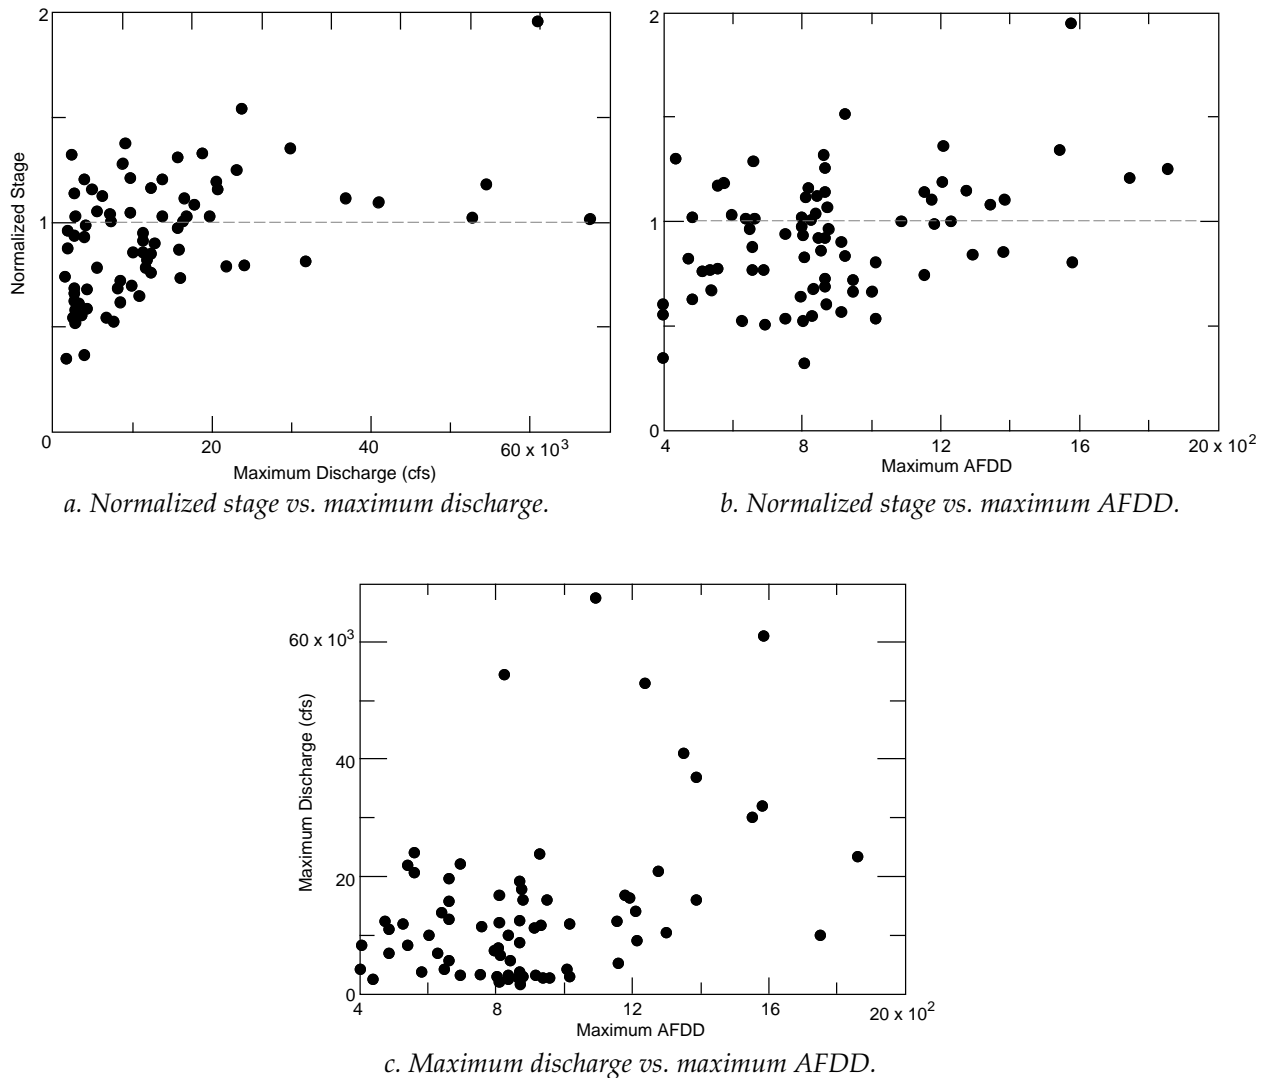 2
1
0
20
40
60 x 10³
Normalized Stage
Maximum Discharge (cfs)
a. Normalized stage vs. maximum discharge.
2
1
0
4
8
12
16
20 x 10²
Maximum AFDD
b. Normalized stage vs. maximum AFDD.
60 x 10³
40
20
0
Maximum Discharge (cfs)
4
8
12
16
20 x 10²
Maximum AFDD
c. Maximum discharge vs. maximum AFDD.